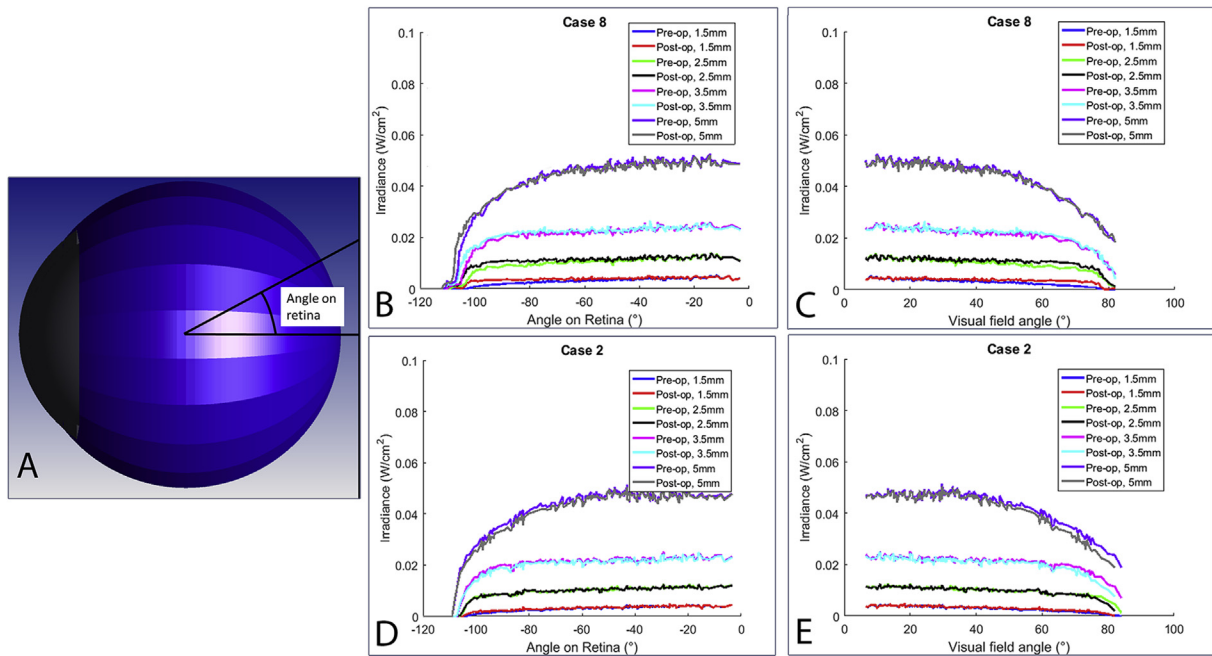 A
Angle on
retina
Case 8
Pre-op, 1.5mm
Post-op, 1.5mm
Pre-op, 2.5mm
Post-op, 2.5mm
Pre-op, 3.5mm
Post-op, 3.5mm
Pre-op, 5mm
Post-op, 5mm
Irradiance (W/cm²)
0.1
0.08
0.06
0.04
0.02
0
-120
-100
-80
-60
-40
-20
0
Angle on Retina (°)
B
Case 8
Pre-op, 1.5mm
Post-op, 1.5mm
Pre-op, 2.5mm
Post-op, 2.5mm
Pre-op, 3.5mm
Post-op, 3.5mm
Pre-op, 5mm
Post-op, 5mm
Irradiance (W/cm²)
0.1
0.08
0.06
0.04
0.02
0
0
20
40
60
80
100
Visual field angle (°)
C
Case 2
Pre-op, 1.5mm
Post-op, 1.5mm
Pre-op, 2.5mm
Post-op, 2.5mm
Pre-op, 3.5mm
Post-op, 3.5mm
Pre-op, 5mm
Post-op, 5mm
Irradiance (W/cm²)
0.1
0.08
0.06
0.04
0.02
0
-120
-100
-80
-60
-40
-20
0
Angle on Retina (°)
D
Case 2
Pre-op, 1.5mm
Post-op, 1.5mm
Pre-op, 2.5mm
Post-op, 2.5mm
Pre-op, 3.5mm
Post-op, 3.5mm
Pre-op, 5mm
Post-op, 5mm
Irradiance (W/cm²)
0.1
0.08
0.06
0.04
0.02
0
0
20
40
60
80
100
Visual field angle (°)
E